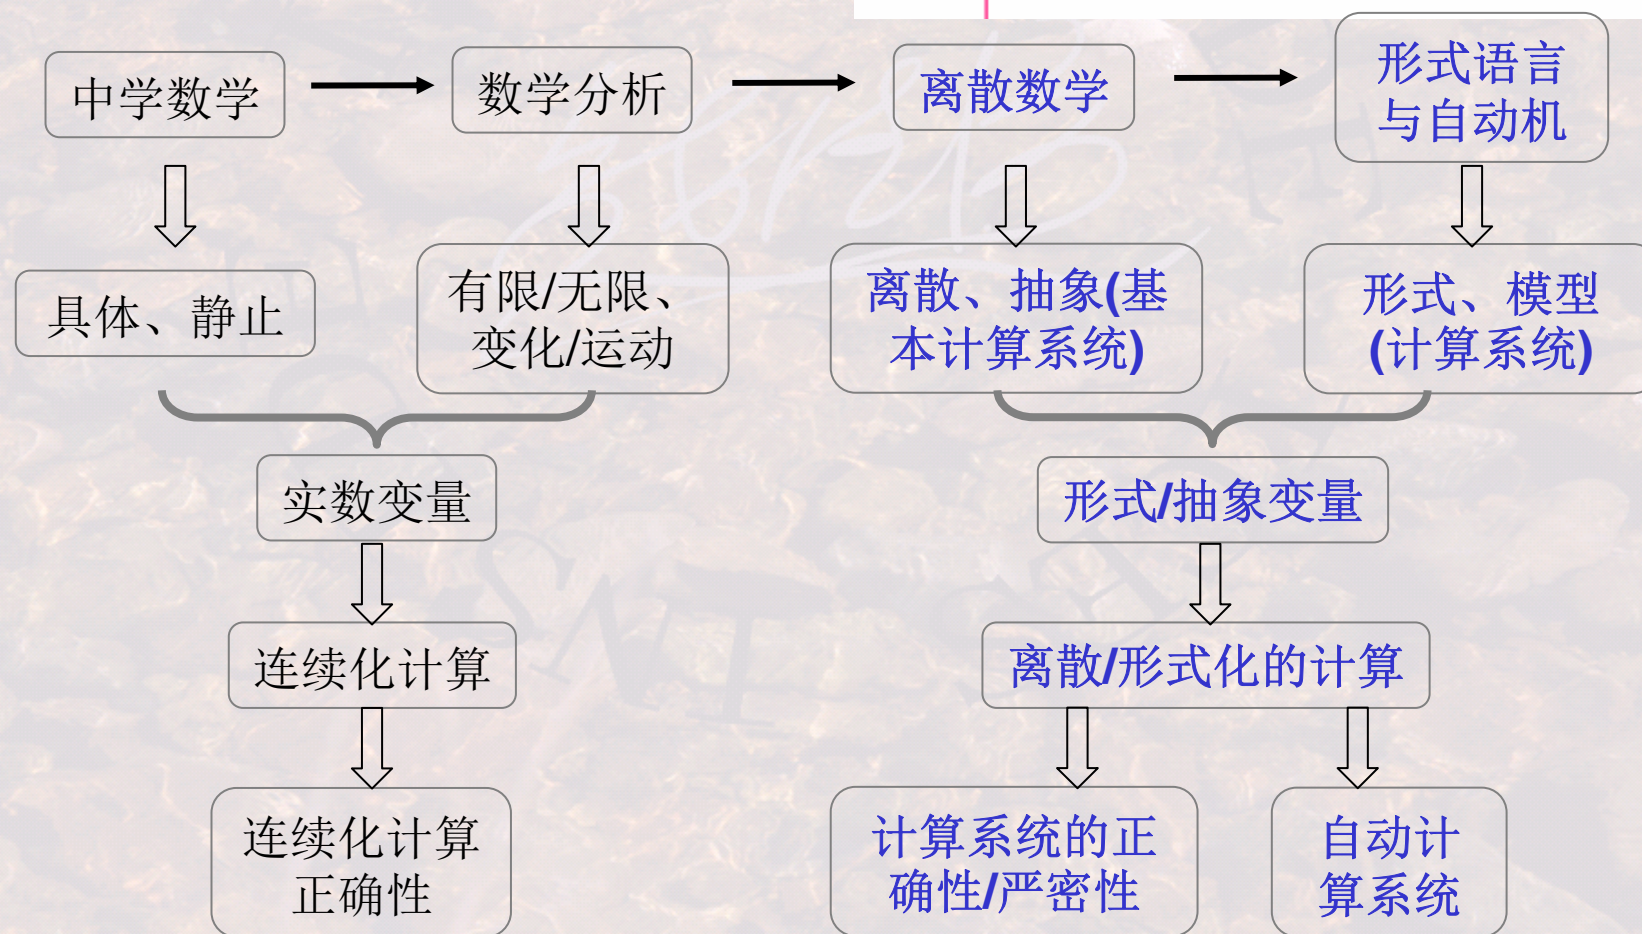 中学数学
数学分析
离散数学
形式语言
与自动机
具体、静止
有限/无限、
变化/运动
离散、抽象(基
本计算系统)
形式、模型
(计算系统)
实数变量
形式/抽象变量
连续化计算
离散/形式化的计算
连续化计算
正确性
计算系统的正
确性/严密性
自动计
算系统